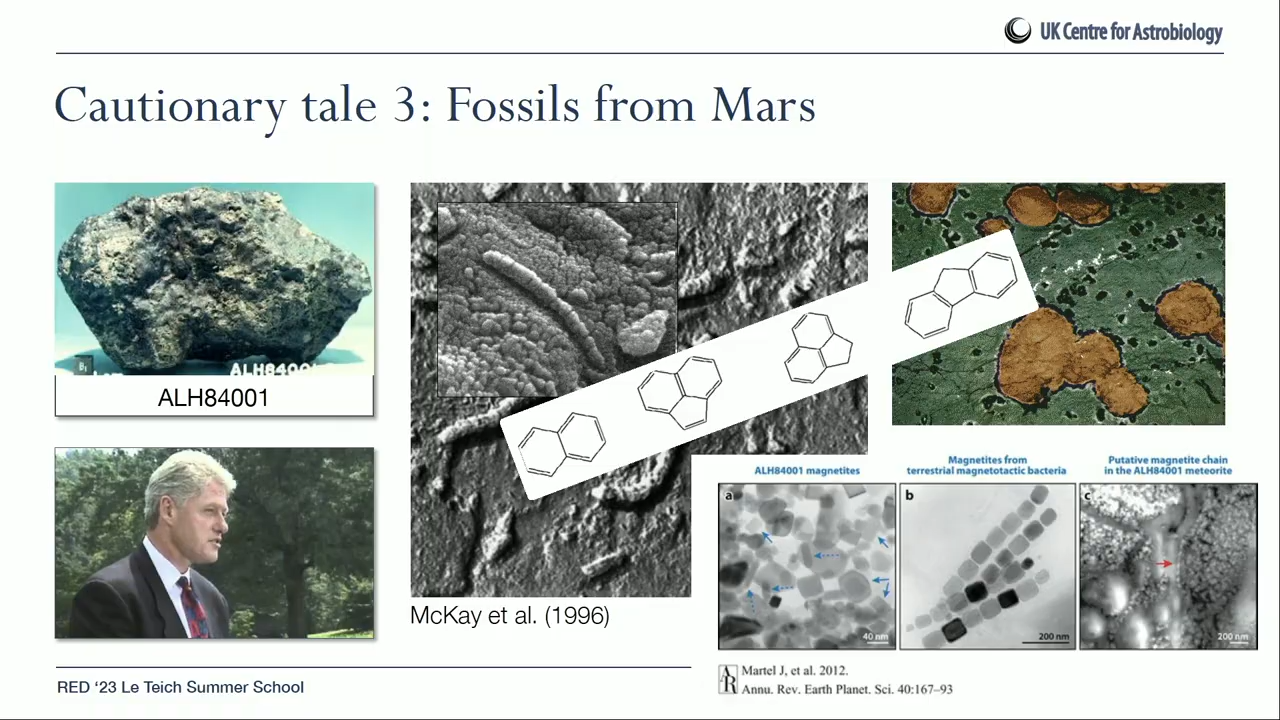 UK Centre for Astrobiology
Cautionary tale 3: Fossils from Mars
ALH84001
ALH84001
McKay et al. (1996)
ALH84001 magnetites
Magnetites from
terrestrial magnetotactic bacteria
Putative magnetite chain
in the ALH84001 meteorite
a
b
c
40 nm
200 nm
200 nm
AR
Martel J, et al. 2012.
Annu. Rev. Earth Planet. Sci. 40:167–93
RED ‘23 Le Teich Summer School